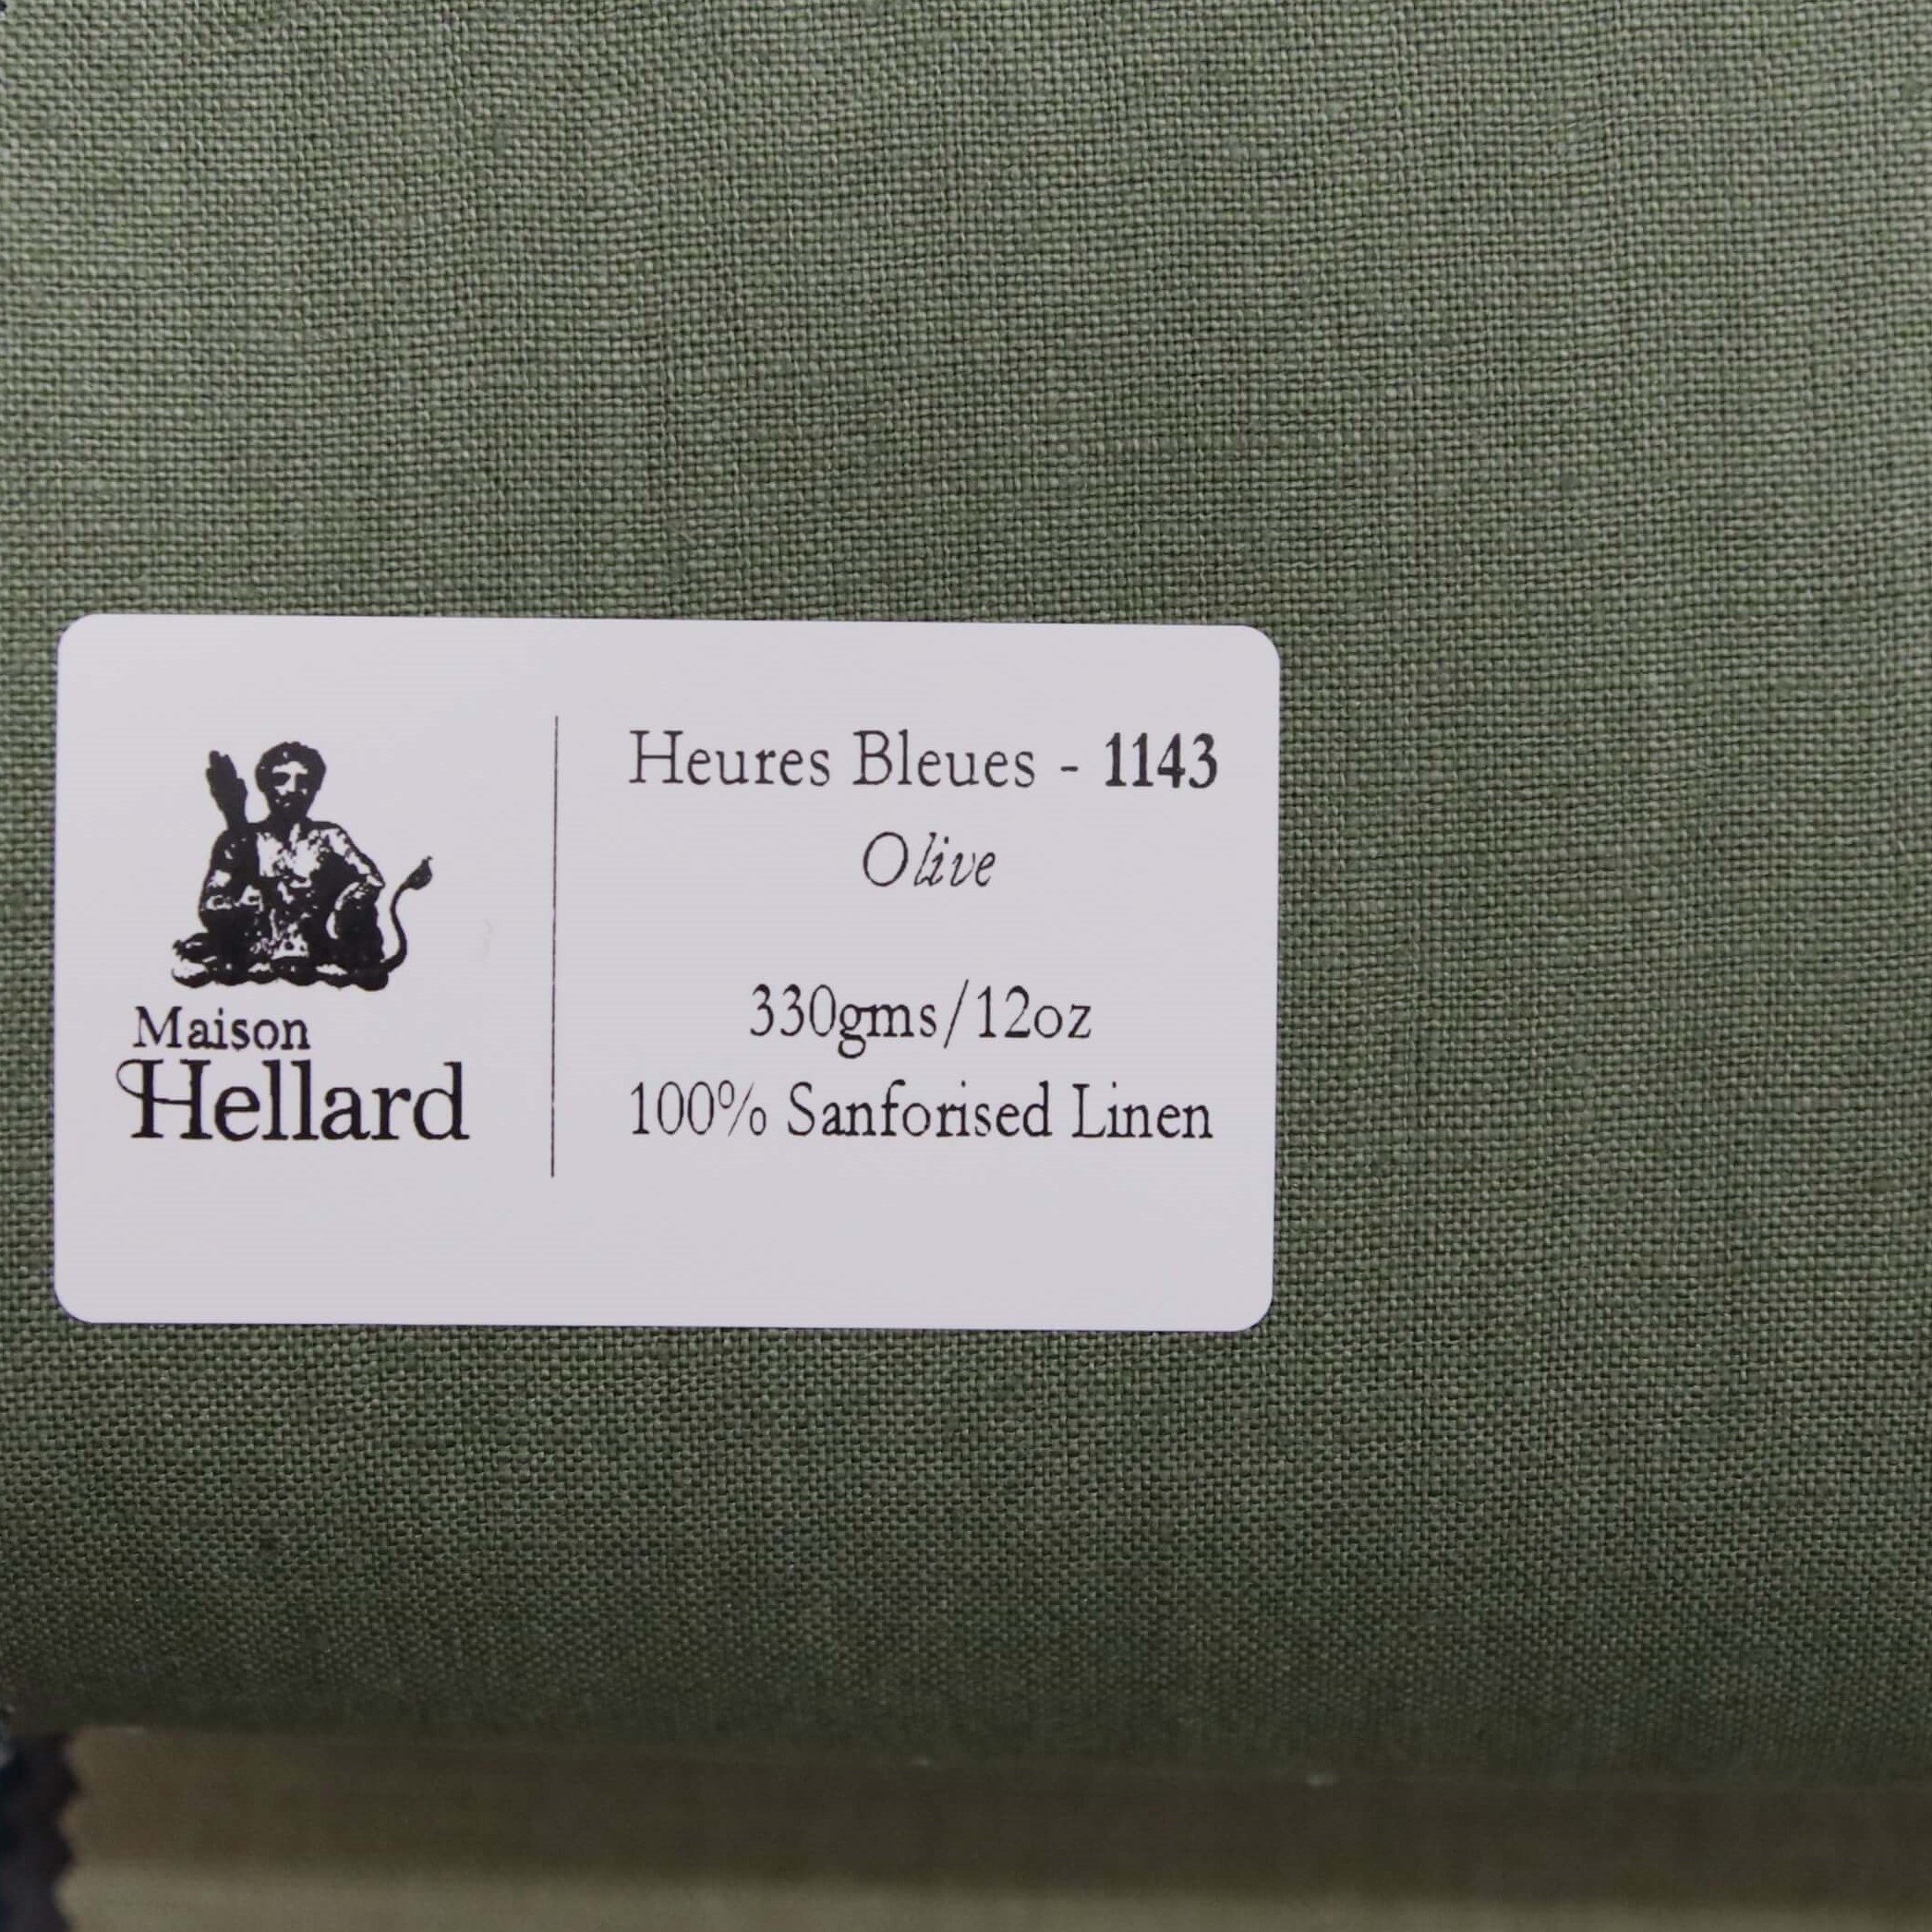 Maison
Hellard
Heures Bleues - 1143
Olive
330gms/12oz
100% Sanforised Linen